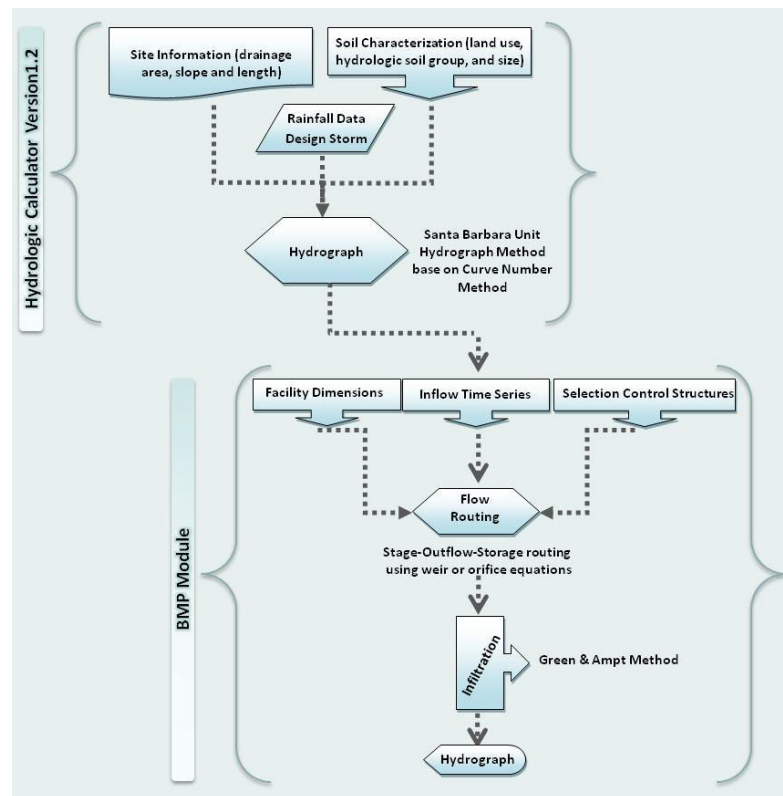 Hydrologic Calculator Version1.2
Site Information (drainage
area, slope and length)
Soil Characterization (land use,
hydrologic soil group, and size)
Rainfall Data
Design Storm
Hydrograph
Santa Barbara Unit
Hydrograph Method
base on Curve Number
Method
BMP Module
Facility Dimensions
Inflow Time Series
Selection Control Structures
Flow
Routing
Stage-Outflow-Storage routing
using weir or orifice equations
Infiltration
Green & Ampt Method
Hydrograph